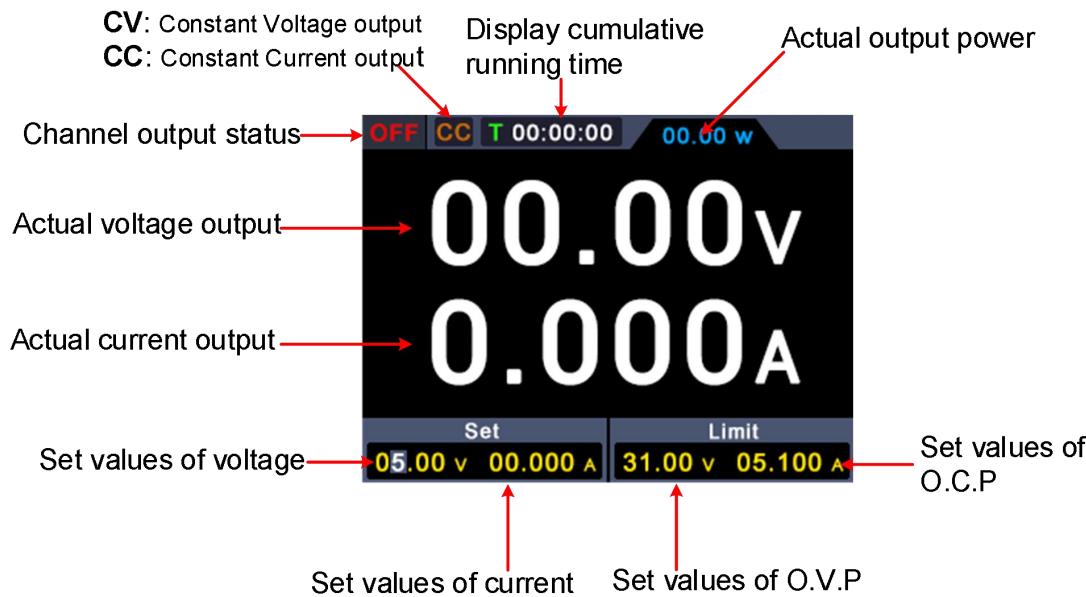 CV: Constant Voltage output
CC: Constant Current output
Display cumulative
running time
Actual output power
Channel output status
OFF CC T 00:00:00 00.00 W
Actual voltage output
00.00V
Actual current output
0.000A
Set Limit
Set values of voltage
05.00 V 00.000 A 31.00 V 05.100 A
Set values of
O.C.P
Set values of current
Set values of O.V.P